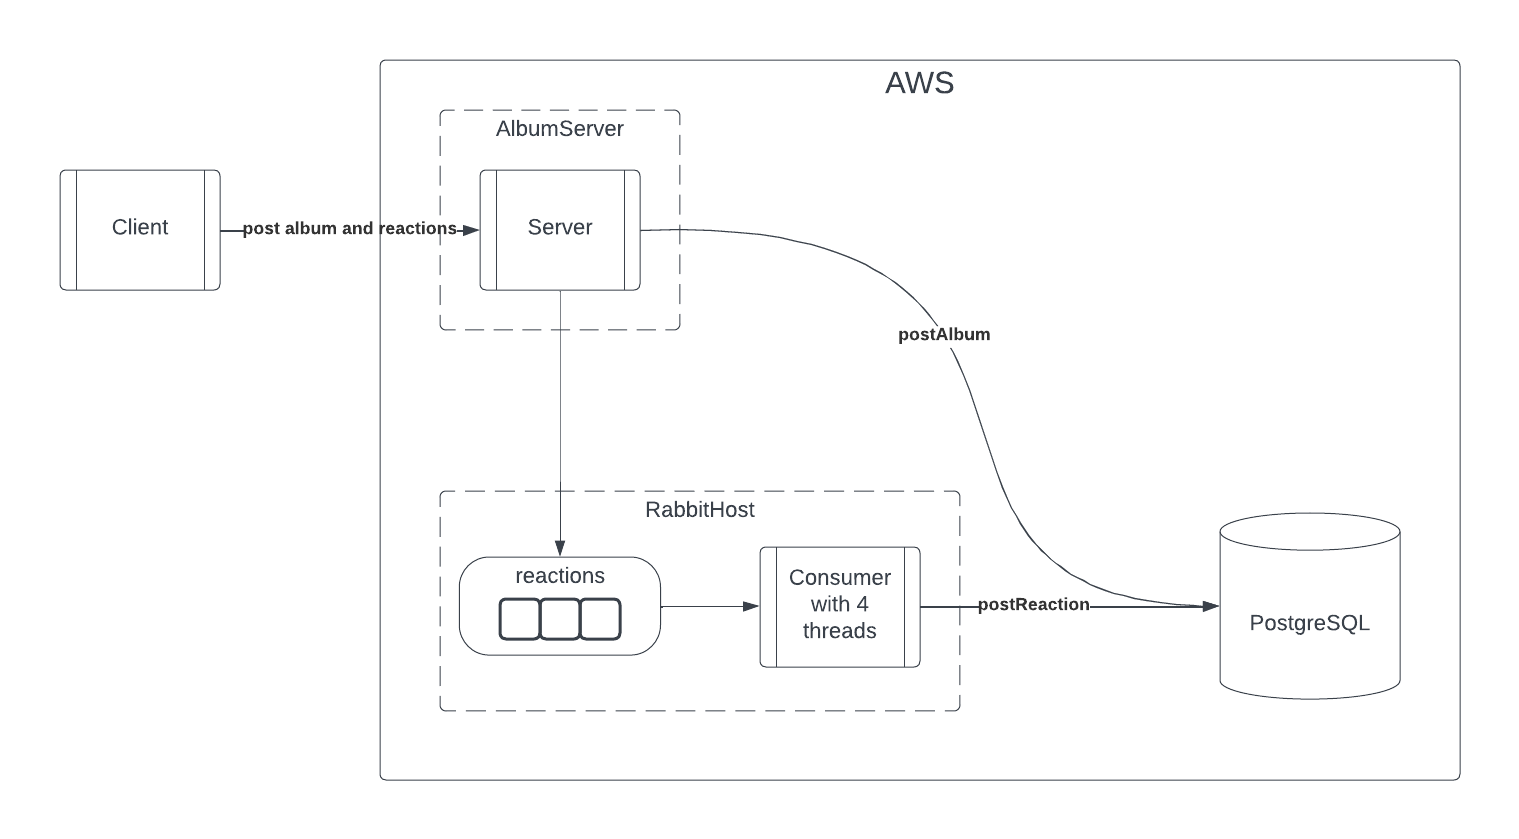 AWS
AlbumServer
Client
post album and reactions
Server
postAlbum
RabbitHost
reactions
Consumer
with 4
threads
postReaction
PostgreSQL